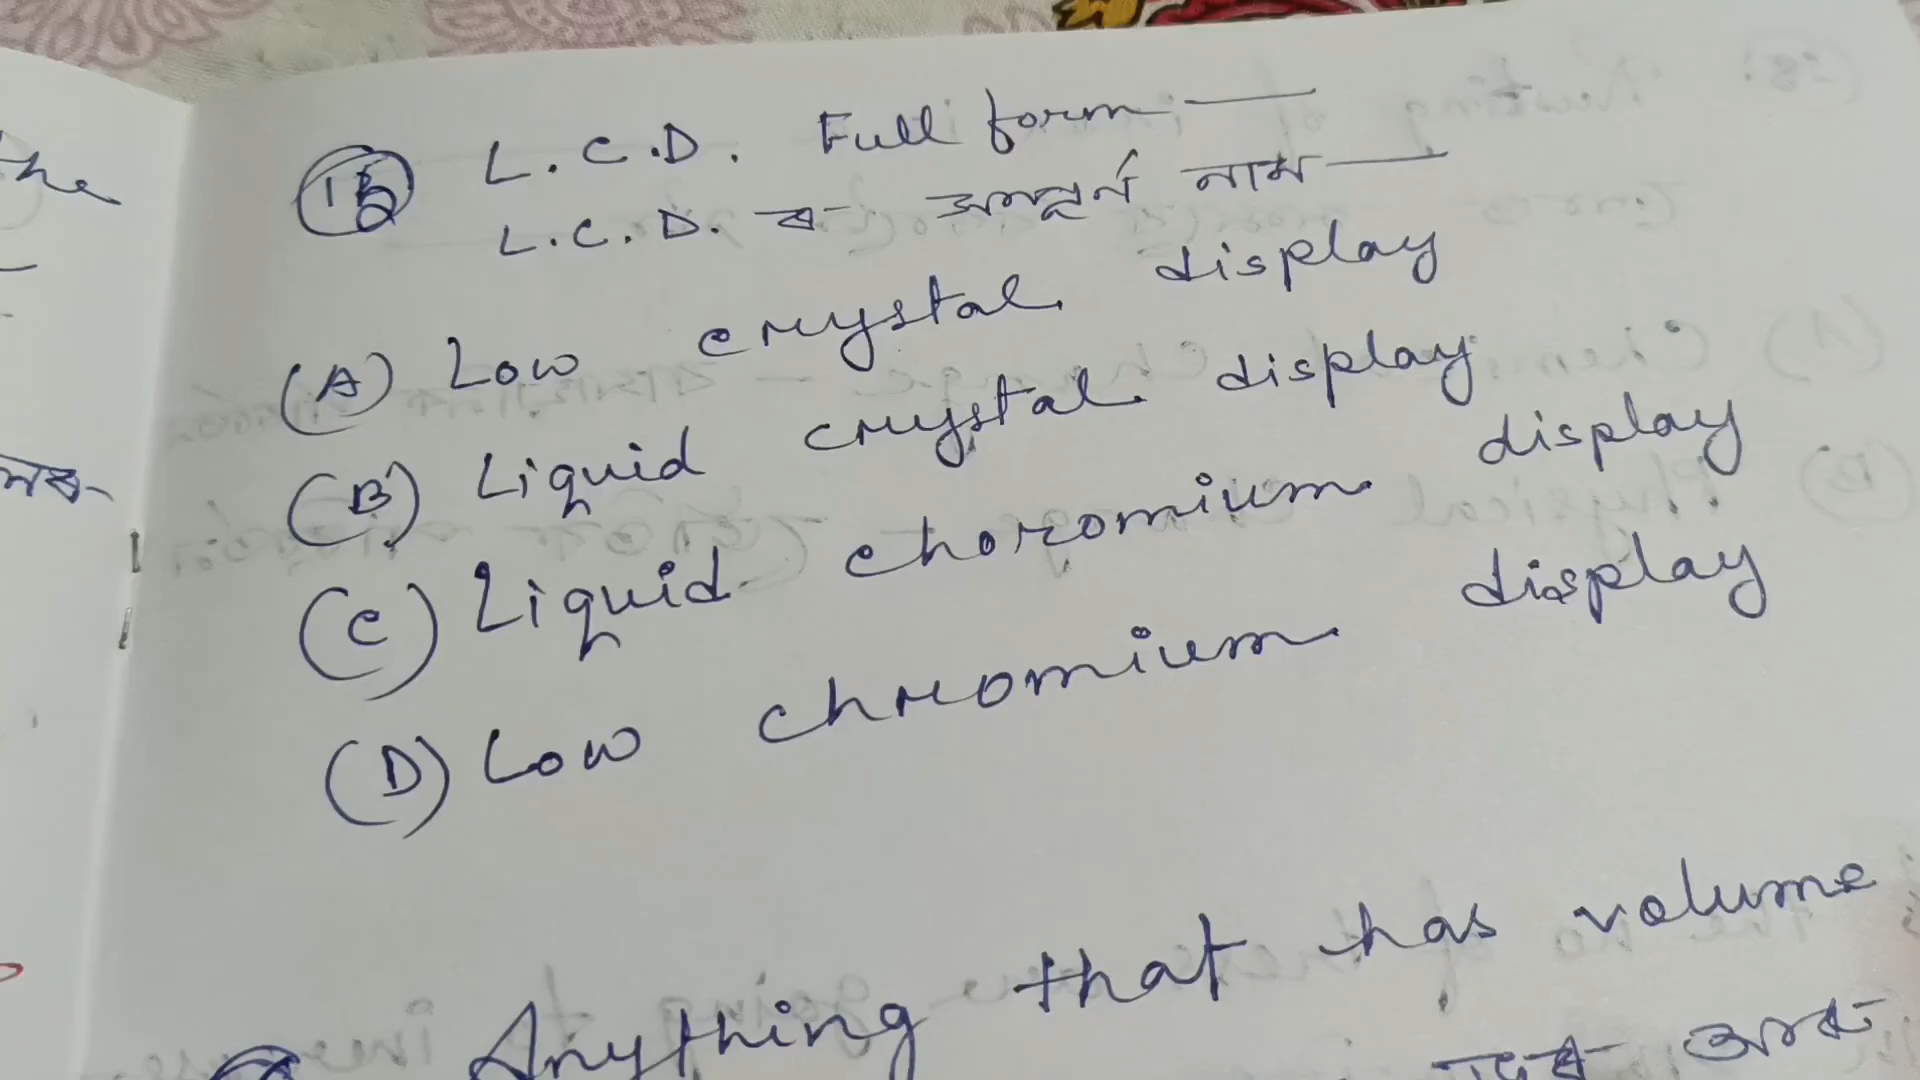 the
15 L.C.D. Full form —
L.C.D. ৰ সম্পূৰ্ণ নাম —
(A) Low crystal display
(B) Liquid crystal display
(C) Liquid choromium display
(D) Low chromium display
Anything that has volume